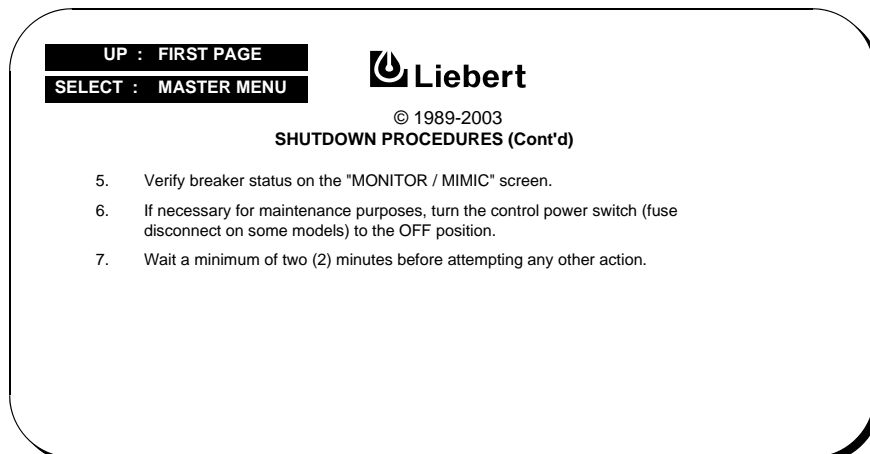 UP : FIRST PAGE
SELECT : MASTER MENU
Liebert
© 1989-2003
SHUTDOWN PROCEDURES (Cont'd)
5. Verify breaker status on the "MONITOR / MIMIC" screen.
6. If necessary for maintenance purposes, turn the control power switch (fuse
disconnect on some models) to the OFF position.
7. Wait a minimum of two (2) minutes before attempting any other action.